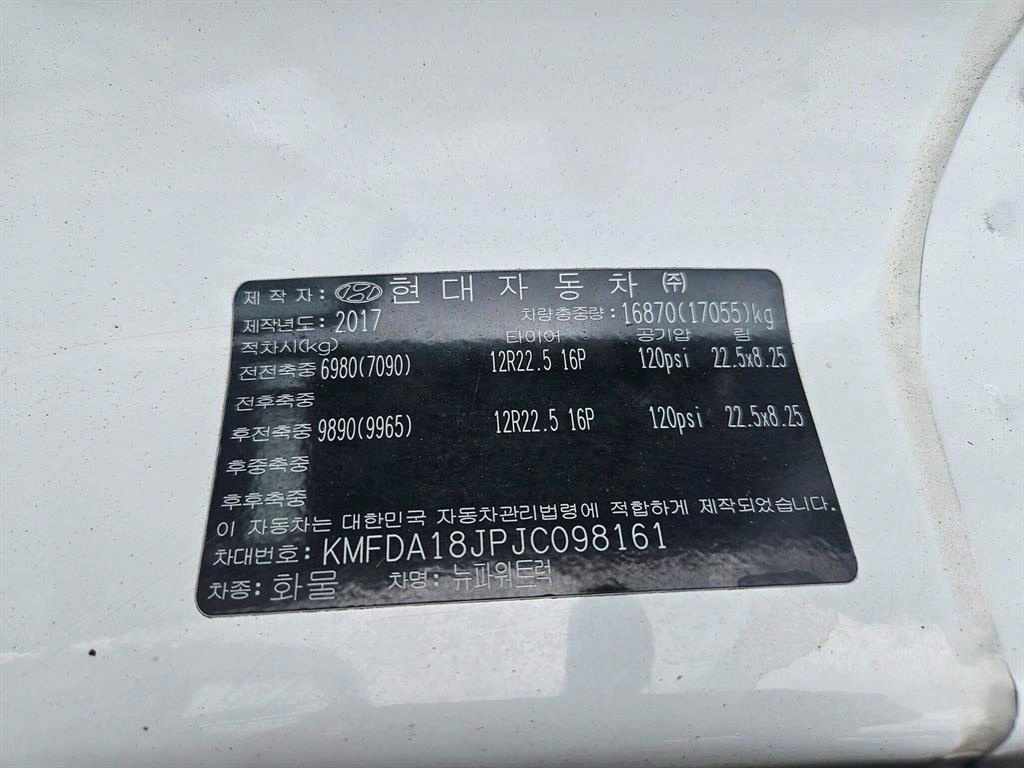 제 작 자: 현 대 자 동 차 ㈜
제작년도: 2017 차량총중량: 16870(17055)kg
적차시(kg) 타이어 공기압 림
전전축중 6980(7090) 12R22.5 16P 120psi 22.5x8.25
전후축중
후전축중 9890(9965) 12R22.5 16P 120psi 22.5x8.25
후중축중
후후축중
이 자동차는 대한민국 자동차관리법령에 적합하게 제작되었습니다.
차대번호: KMFDA18JPJC098161
차종: 화 물 차명: 뉴파워트럭